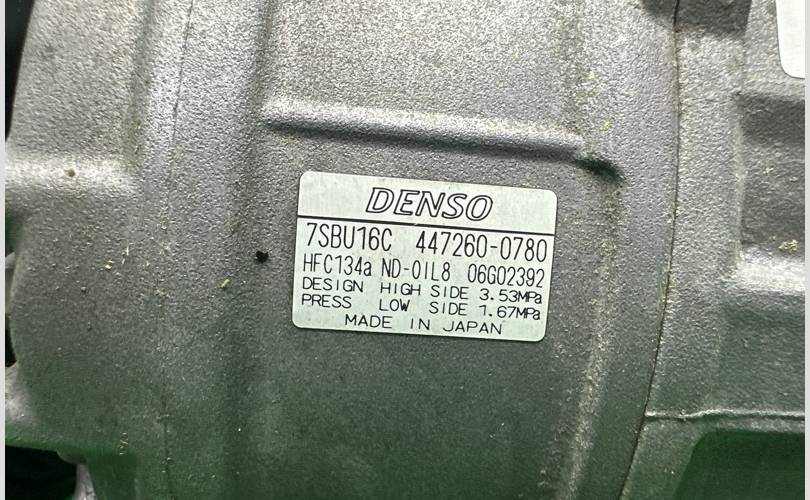 DENSO
7SBU16C 447260-0780
HFC134a ND-OIL8 06G02392
DESIGN HIGH SIDE 3.53MPa
PRESS LOW SIDE 1.67MPa
MADE IN JAPAN